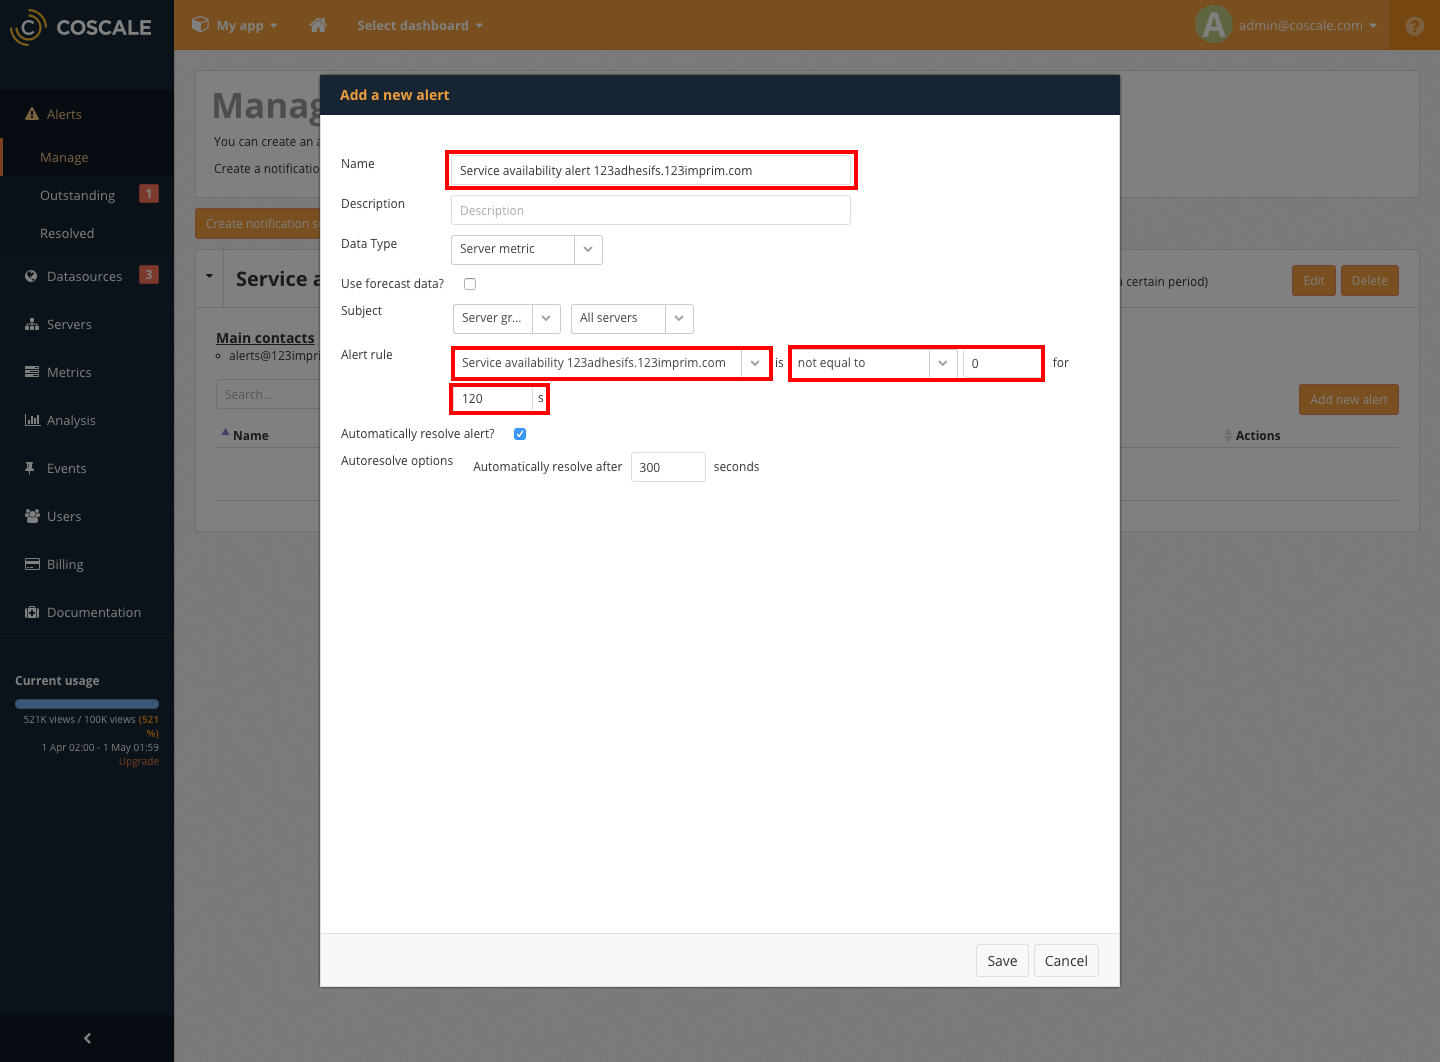 COSCALE
My app
Select dashboard
A
admin@coscale.com
?
Alerts
Manage
Outstanding 1
Resolved
Datasources 3
Servers
Metrics
Analysis
Events
Users
Billing
Documentation
Current usage
521K views / 100K views (521
%)
1 Apr 02:00 - 1 May 01:59
Upgrade
Manag
You can create an a
Create a notificatio
Create notification s
Service a
a certain period)
Edit
Delete
Main contacts
alerts@123impri
Search...
Add new alert
Name
Actions
Add a new alert
Name
Service availability alert 123adhesifs.123imprim.com
Description
Description
Data Type
Server metric
Use forecast data?
Subject
Server gr...
All servers
Alert rule
Service availability 123adhesifs.123imprim.com is not equal to 0 for
120 s
Automatically resolve alert?
Autoresolve options
Automatically resolve after 300 seconds
Save
Cancel